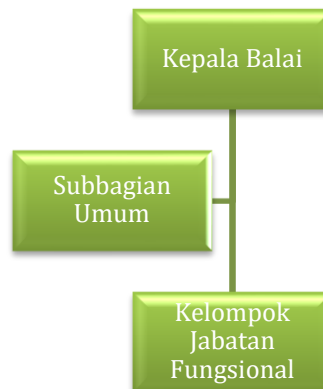 Kepala Balai
Subbagian
Umum
Kelompok
Jabatan
Fungsional